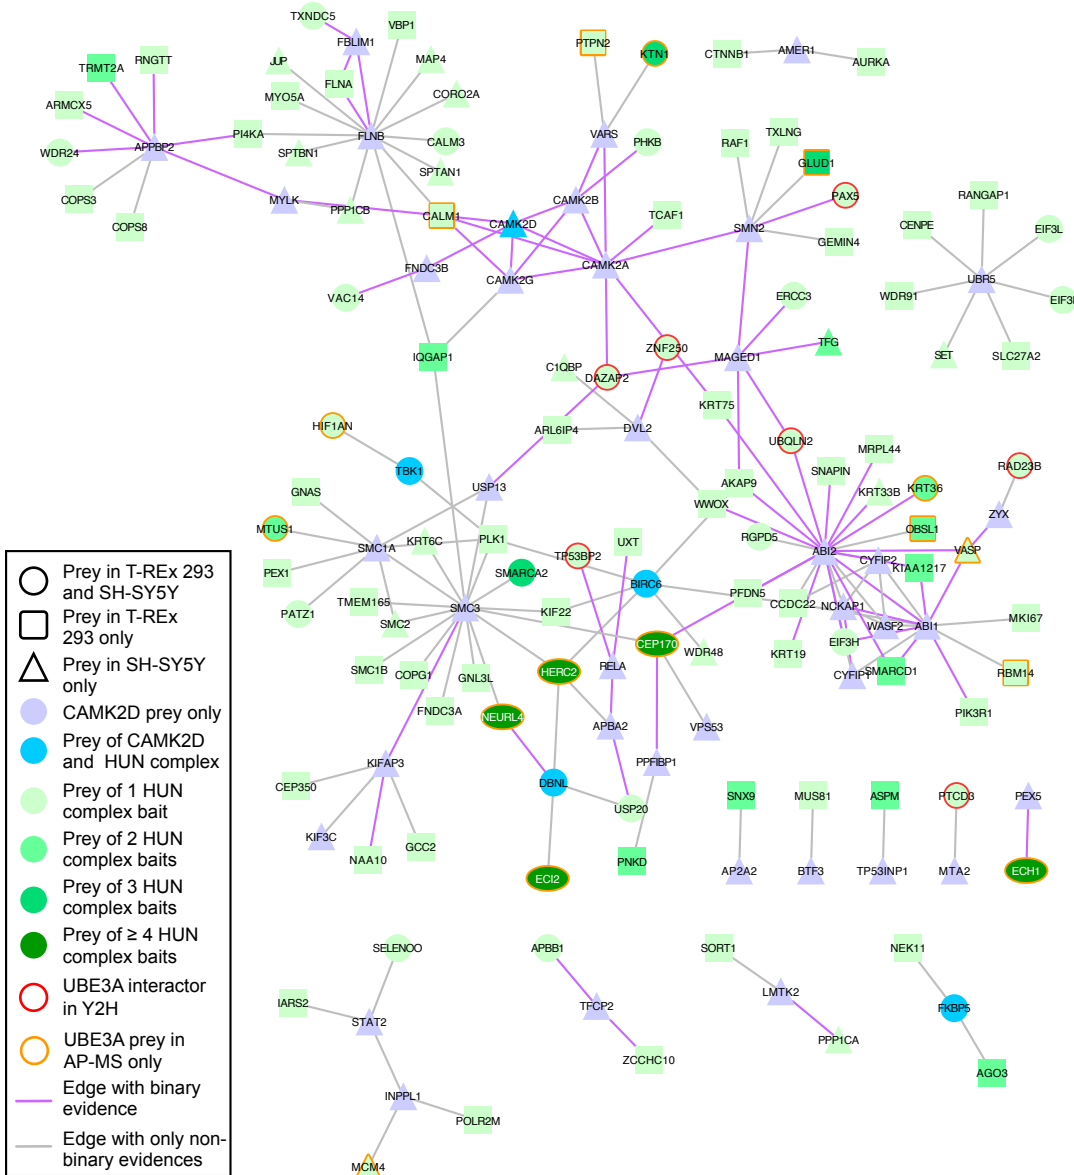 TXNDC5
VBP1
FBLIM1
PTPN2
KTN1
CTNNB1
AMER1
AURKA
RNGTT
TRMT2A
JUP
MAP4
FLNA
MYO5A
CORO2A
ARMCX5
PI4KA
FLNB
CALM3
VARS
PHKB
RAF1
TXLNG
GLUD1
WDR24
APPBP2
SPTBN1
SPTAN1
PAX5
RANGAP1
COPS3
MYLK
PPP1CB
CALM1
CAMK2D
CAMK2B
TCAF1
SMN2
GEMIN4
CENPE
EIF3L
COPS8
FNDC3B
CAMK2G
CAMK2A
UBR5
VAC14
ERCC3
WDR91
IQGAP1
ZNF250
MAGED1
TFG
SET
SLC27A2
C1QBP
DAZAP2
KRT75
HIF1AN
ARL6IP4
DVL2
UBQLN2
MRPL44
TBK1
SNAPIN
RAD23B
GNAS
USP13
AKAP9
KRT33B
KRT36
MTUS1
WWOX
ZYX
SMC1A
KRT6C
PLK1
UXT
RGPD5
ABI2
OBSL1
VASP
TP53BP2
PEX1
SMARCA2
BIRC6
CYFIP2
KIAA1217
PATZ1
TMEM165
SMC2
SMC3
KIF22
PFDN5
CCDC22
NCKAP1
MKI67
WASF2
ABI1
CEP170
WDR48
EIF3H
SMC1B
COPG1
GNL3L
HERC2
RELA
KRT19
CYFIP1
SMARCD1
RBM14
FNDC3A
NEURL4
APBA2
VPS53
PIK3R1
KIFAP3
PPFIBP1
CEP350
DBNL
SNX9
MUS81
ASPM
PTCD3
PEX5
USP20
KIF3C
NAA10
GCC2
PNKD
ECI2
AP2A2
BTF3
TP53INP1
MTA2
ECH1
SELENOO
APBB1
SORT1
NEK11
IARS2
STAT2
TFCP2
LMTK2
FKBP5
PPP1CA
ZCCHC10
AGO3
INPPL1
POLR2M
MCM4
Prey in T-REx 293
and SH-SY5Y
Prey in T-REx
293 only
Prey in SH-SY5Y
only
CAMK2D prey only
Prey of CAMK2D
and HUN complex
Prey of 1 HUN
complex bait
Prey of 2 HUN
complex baits
Prey of 3 HUN
complex baits
Prey of ≥ 4 HUN
complex baits
UBE3A interactor
in Y2H
UBE3A prey in
AP-MS only
Edge with binary
evidence
Edge with only non-
binary evidences